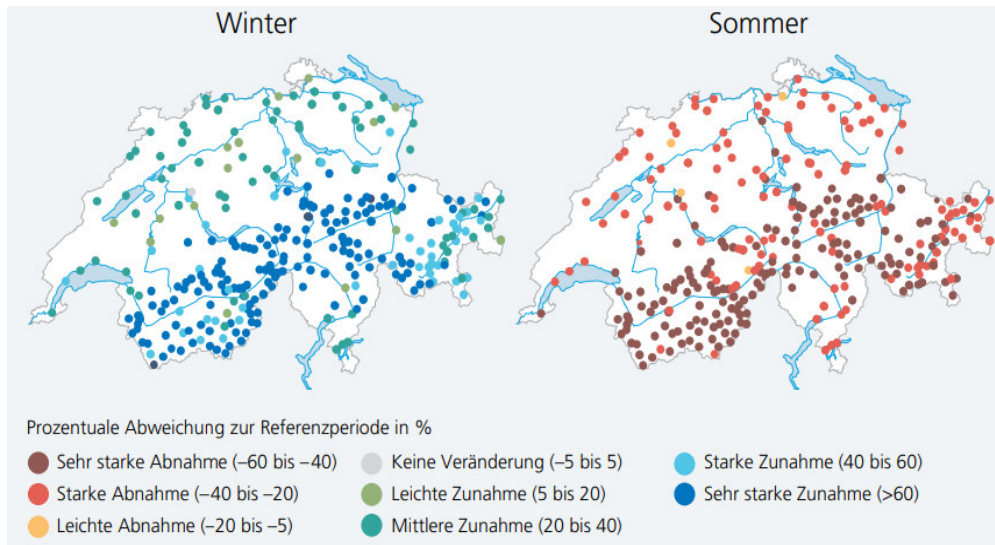 Winter
Sommer
Prozentuale Abweichung zur Referenzperiode in %
Sehr starke Abnahme (–60 bis –40)
Starke Abnahme (–40 bis –20)
Leichte Abnahme (–20 bis –5)
Keine Veränderung (–5 bis 5)
Leichte Zunahme (5 bis 20)
Mittlere Zunahme (20 bis 40)
Starke Zunahme (40 bis 60)
Sehr starke Zunahme (>60)